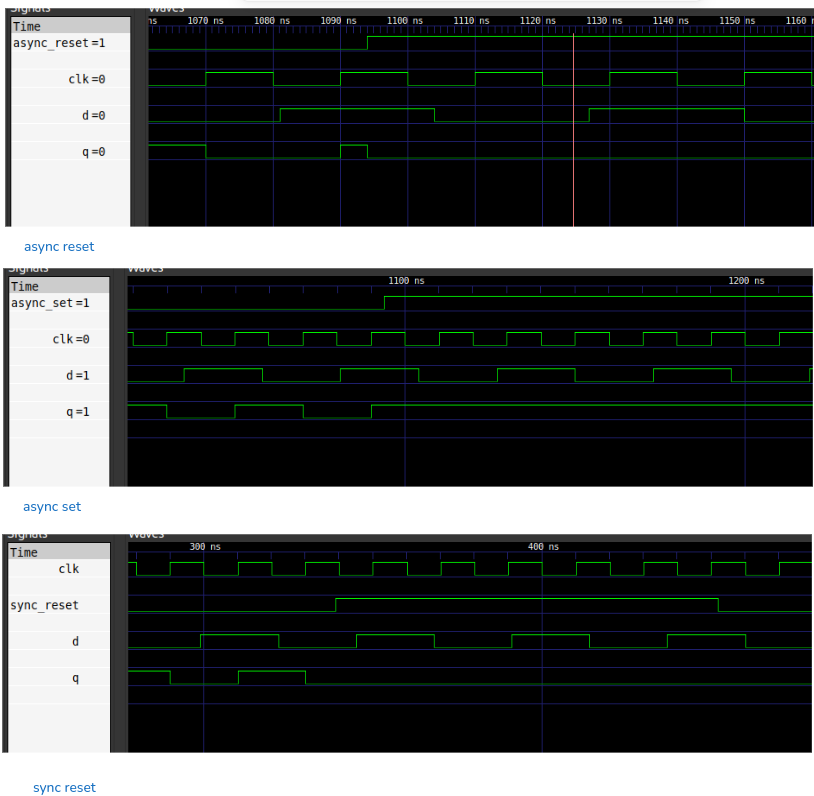 Signals Waves
Time
ns 1070 ns 1080 ns 1090 ns 1100 ns 1110 ns 1120 ns 1130 ns 1140 ns 1150 ns 1160
async_reset=1
clk=0
d=0
q=0
async reset
Signals Waves
Time
1100 ns 1200 ns
async_set=1
clk=0
d=1
q=1
async set
Signals Waves
Time
300 ns 400 ns
clk
sync_reset
d
q
sync reset